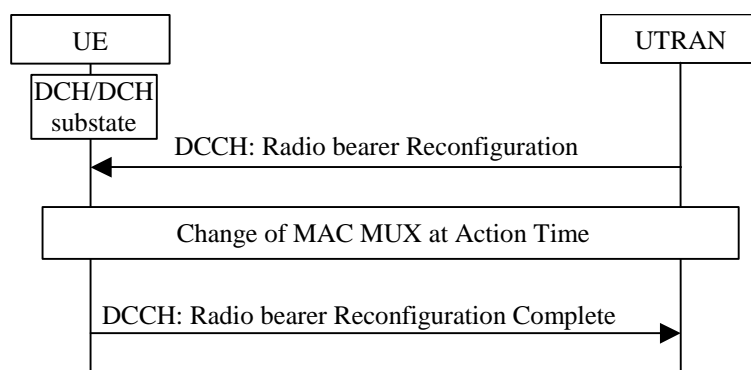 UE
UTRAN
DCH/DCH
substate
DCCH: Radio bearer Reconfiguration
Change of MAC MUX at Action Time
DCCH: Radio bearer Reconfiguration Complete